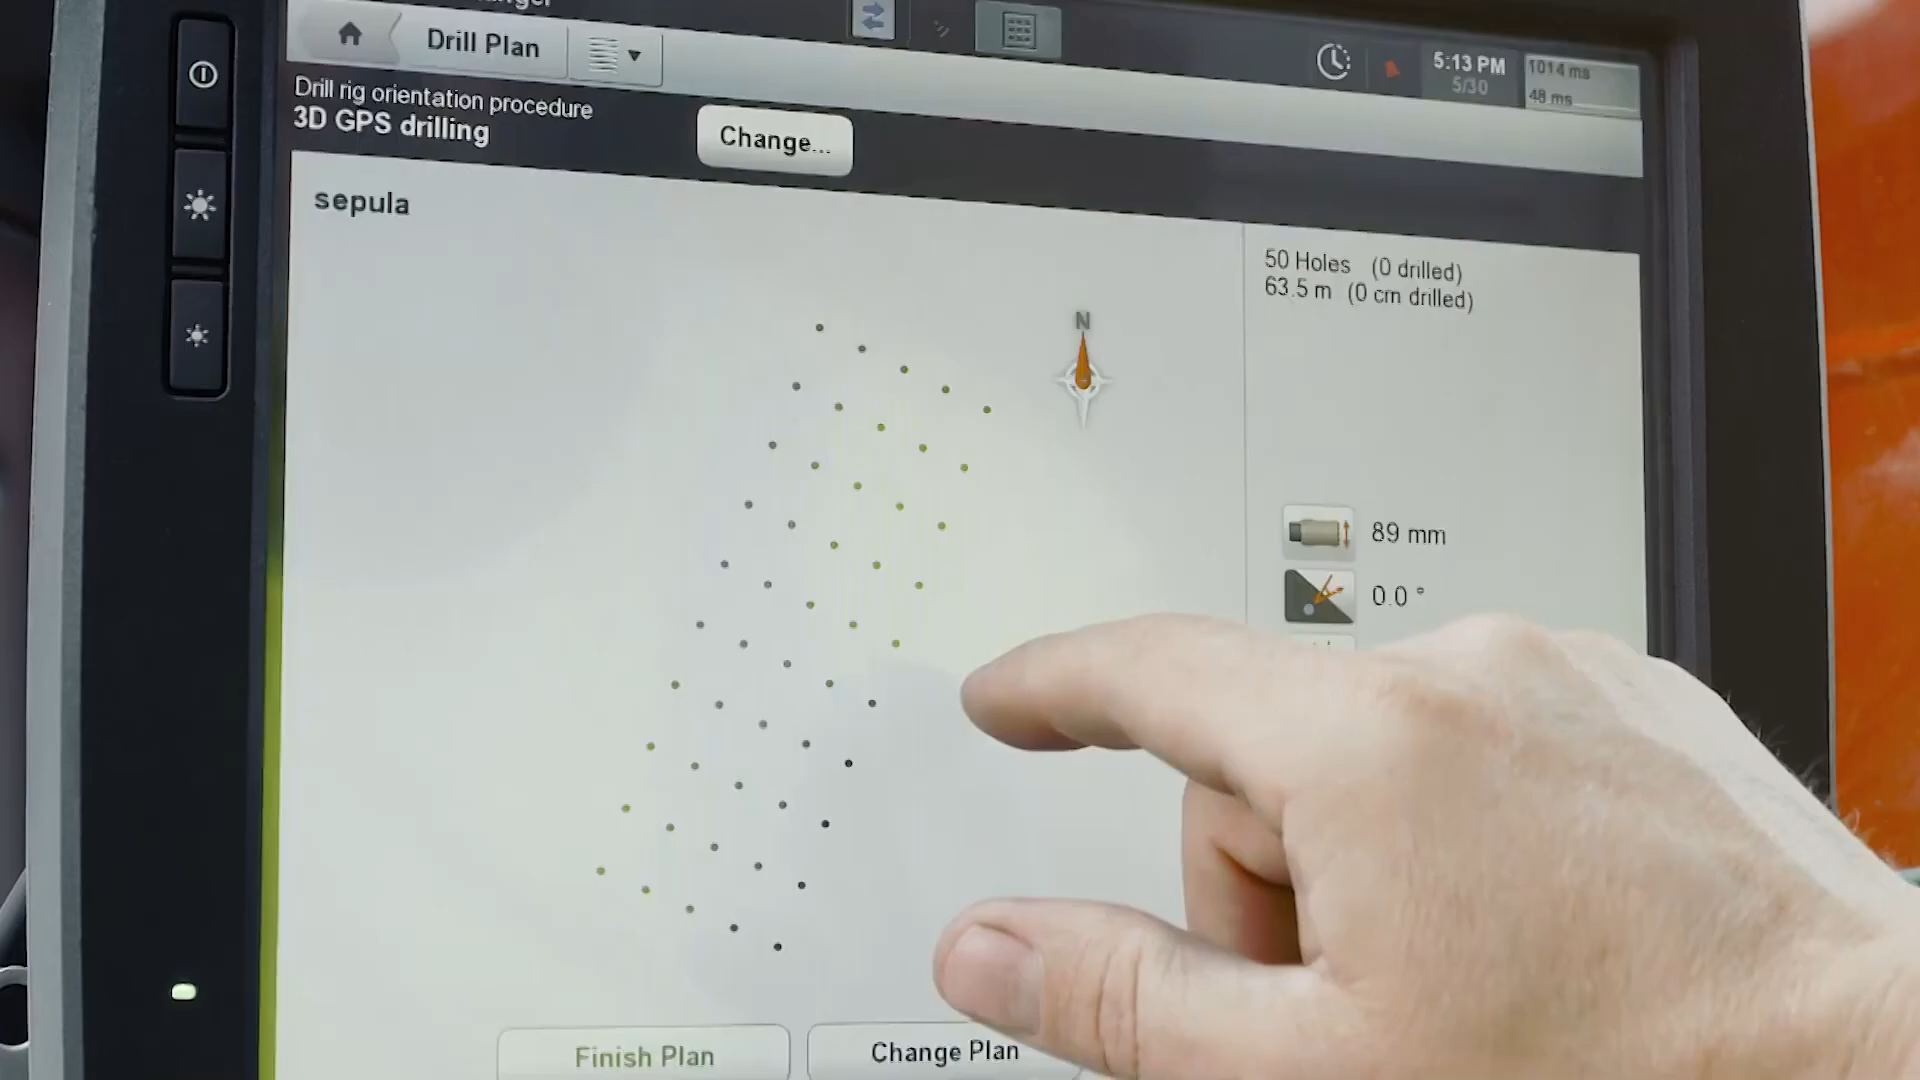 Drill Plan
5:13 PM
5/30
1014 ms
48 ms
Drill rig orientation procedure
3D GPS drilling
Change...
sepula
50 Holes (0 drilled)
63.5 m (0 cm drilled)
N
89 mm
0.0 °
Finish Plan
Change Plan